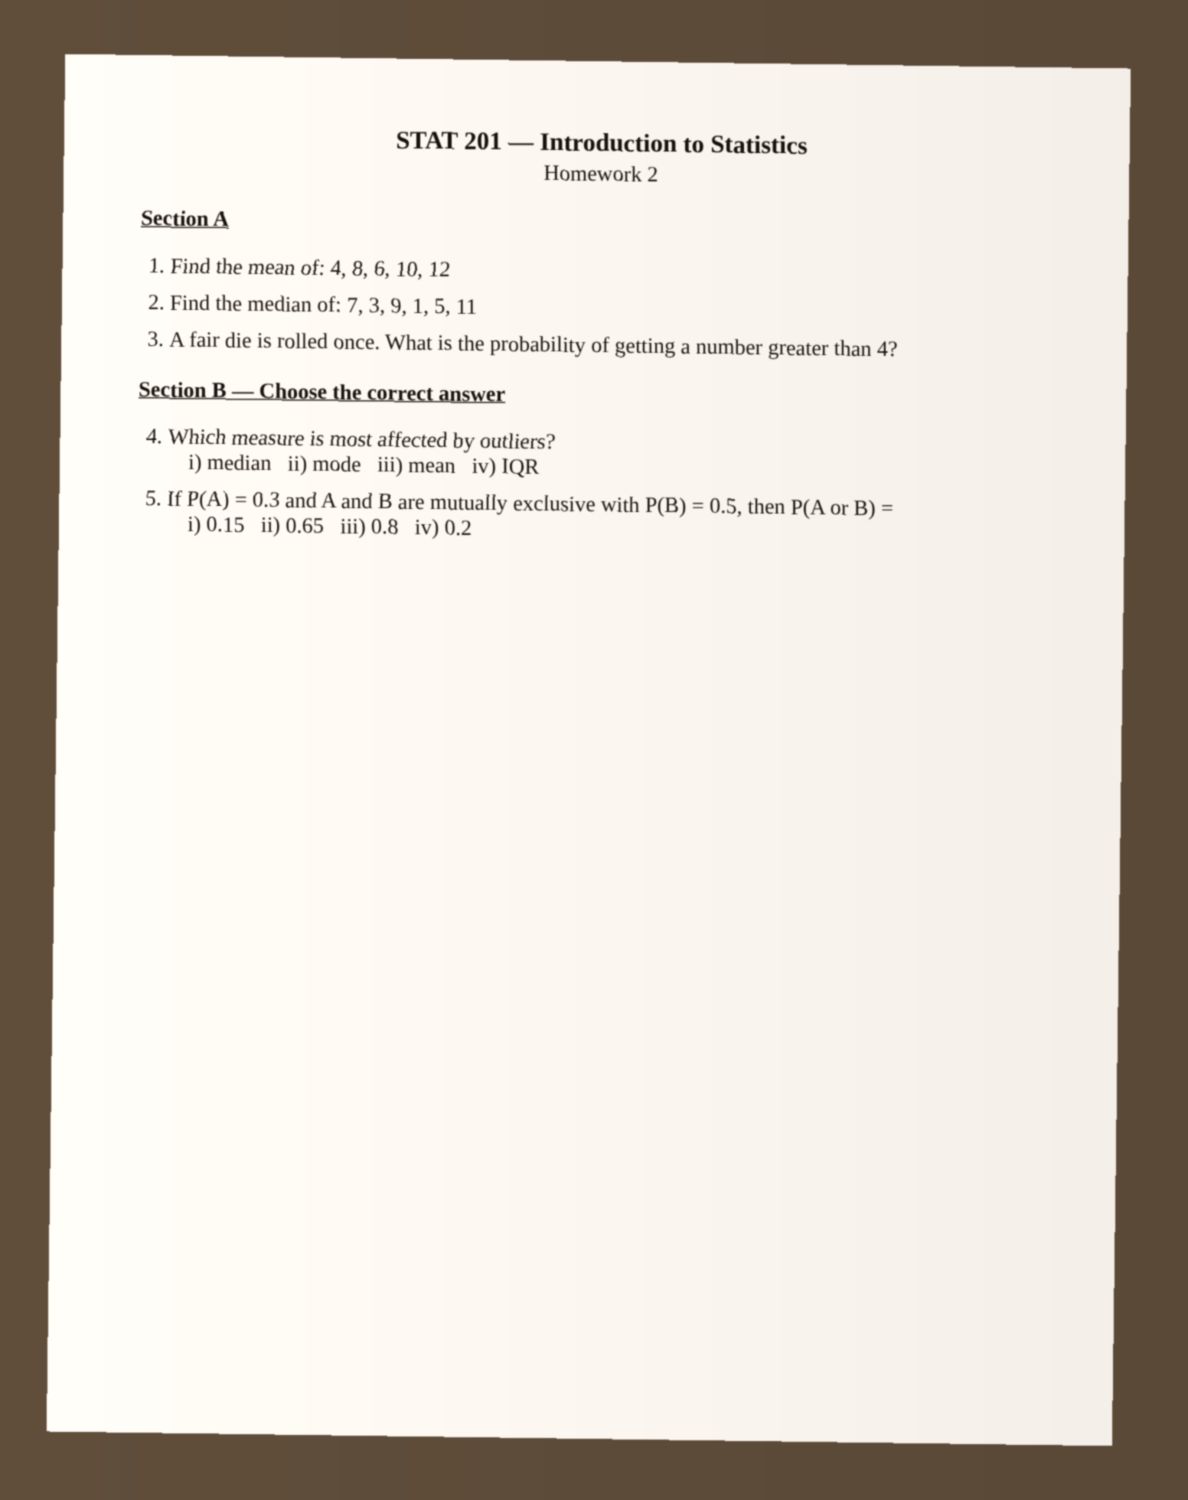 STAT 201 — Introduction to Statistics
Homework 2
Section A
1. Find the mean of: 4, 8, 6, 10, 12
2. Find the median of: 7, 3, 9, 1, 5, 11
3. A fair die is rolled once. What is the probability of getting a number greater than 4?
Section B — Choose the correct answer
4. Which measure is most affected by outliers?
i) median ii) mode iii) mean iv) IQR
5. If P(A) = 0.3 and A and B are mutually exclusive with P(B) = 0.5, then P(A or B) =
i) 0.15 ii) 0.65 iii) 0.8 iv) 0.2